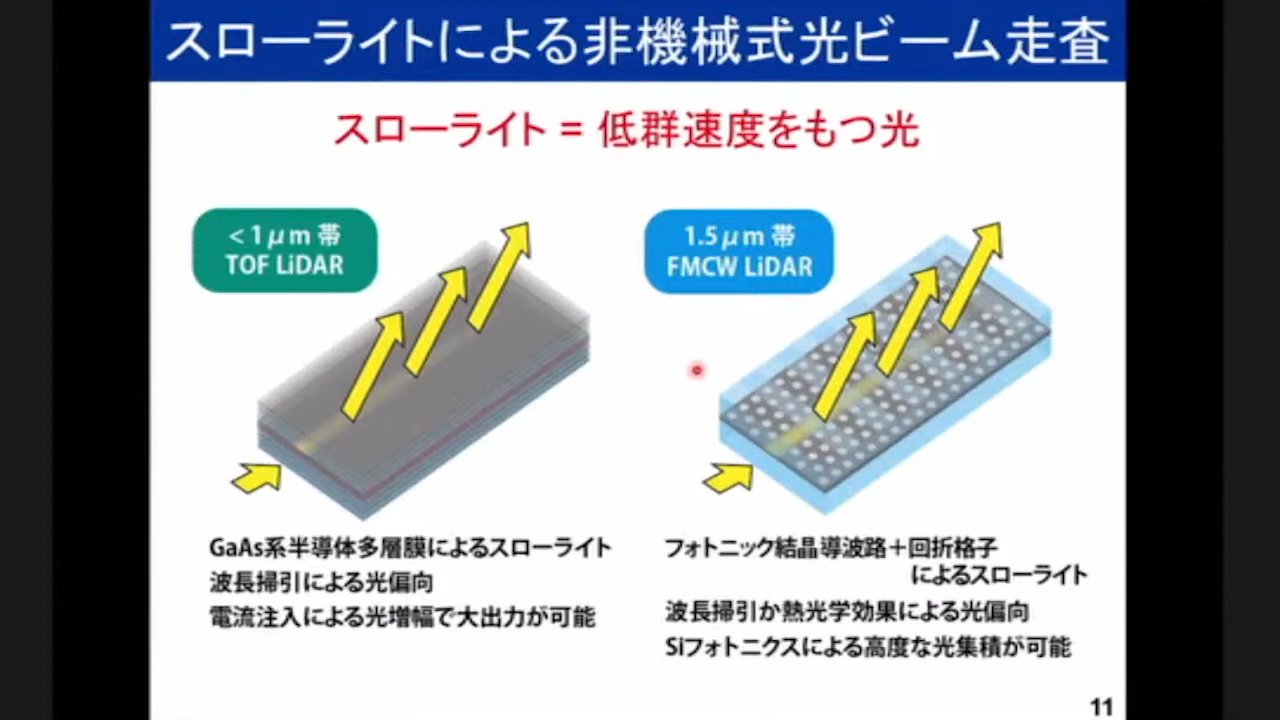 スローライトによる非機械式光ビーム走査
スローライト = 低群速度をもつ光
< 1μm 帯
TOF LiDAR
GaAs系半導体多層膜によるスローライト
波長掃引による光偏向
電流注入による光増幅で大出力が可能
1.5μm 帯
FMCW LiDAR
フォトニック結晶導波路＋回折格子
によるスローライト
波長掃引か熱光学効果による光偏向
Siフォトニクスによる高度な光集積が可能
11